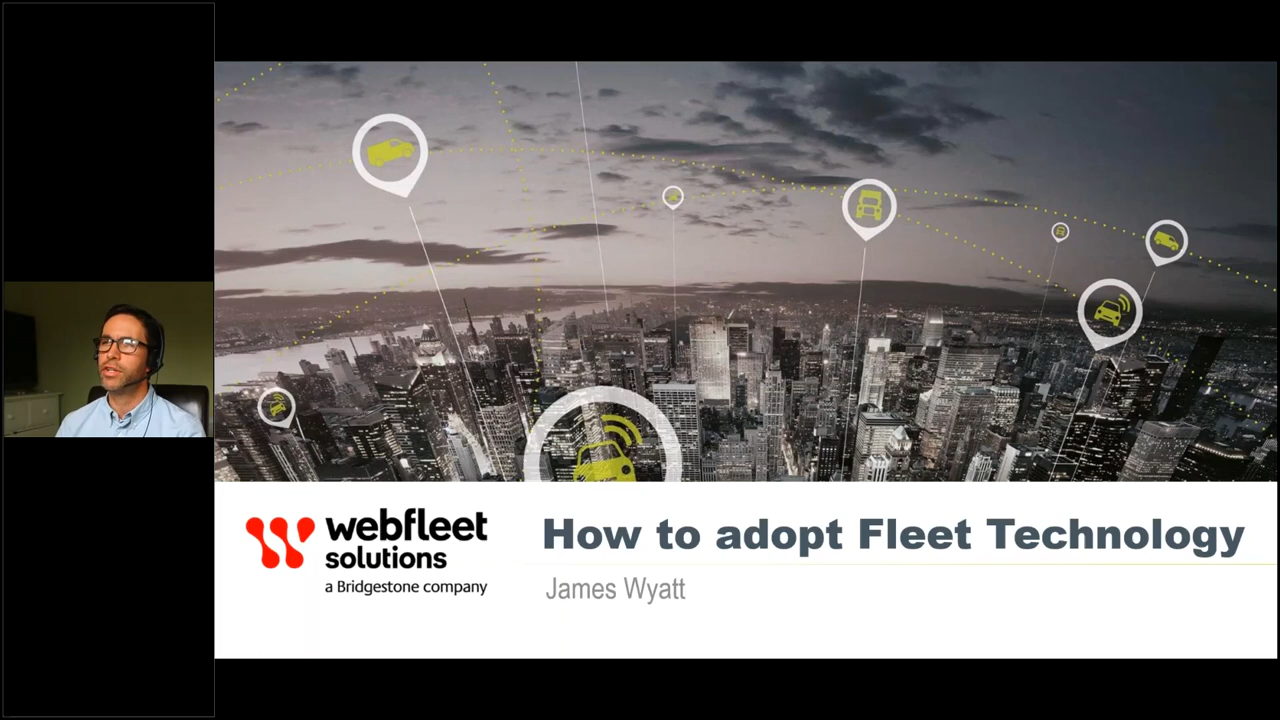 webfleet
solutions
a Bridgestone company
How to adopt Fleet Technology
James Wyatt